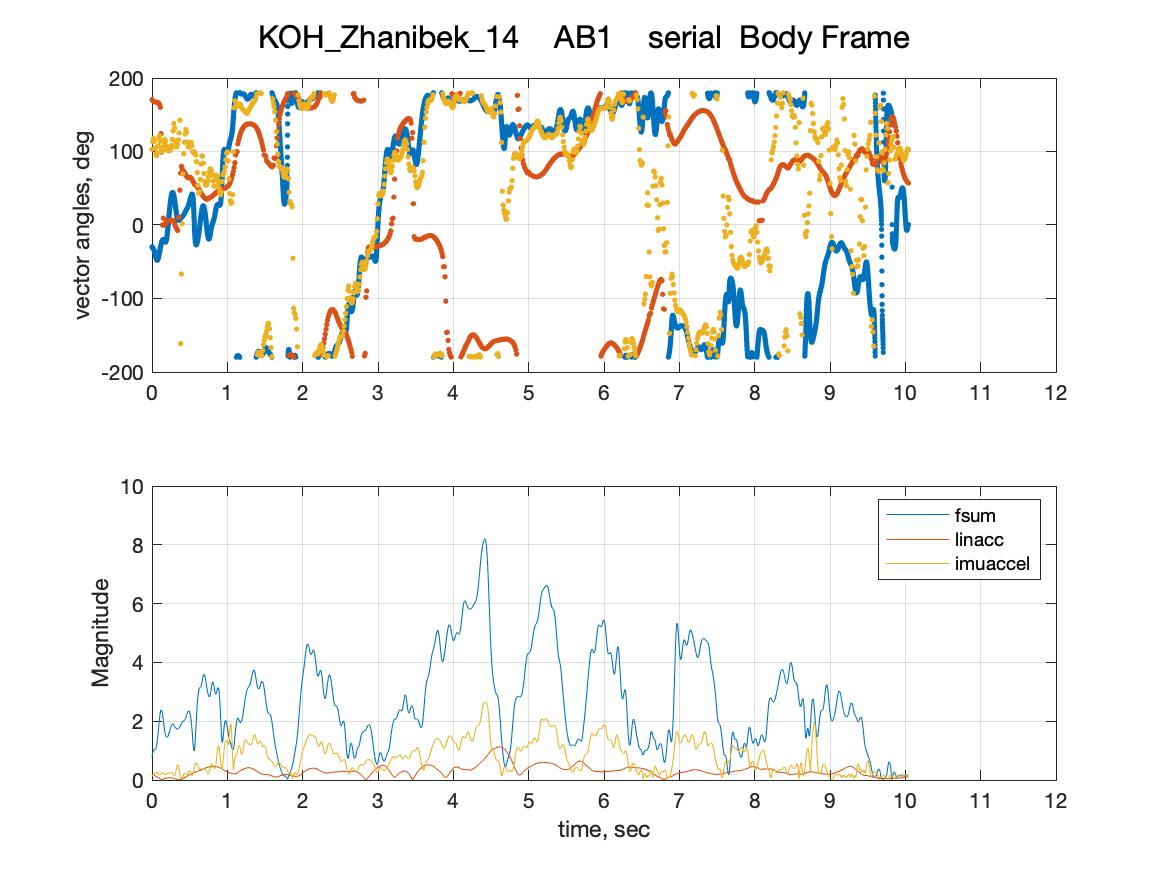 KOH_Zhanibek_14 AB1 serial Body Frame
200
100
0
-100
-200
vector angles, deg
0 1 2 3 4 5 6 7 8 9 10 11 12
10
8
6
4
2
0
Magnitude
fsum
linacc
imuaccel
0 1 2 3 4 5 6 7 8 9 10 11 12
time, sec